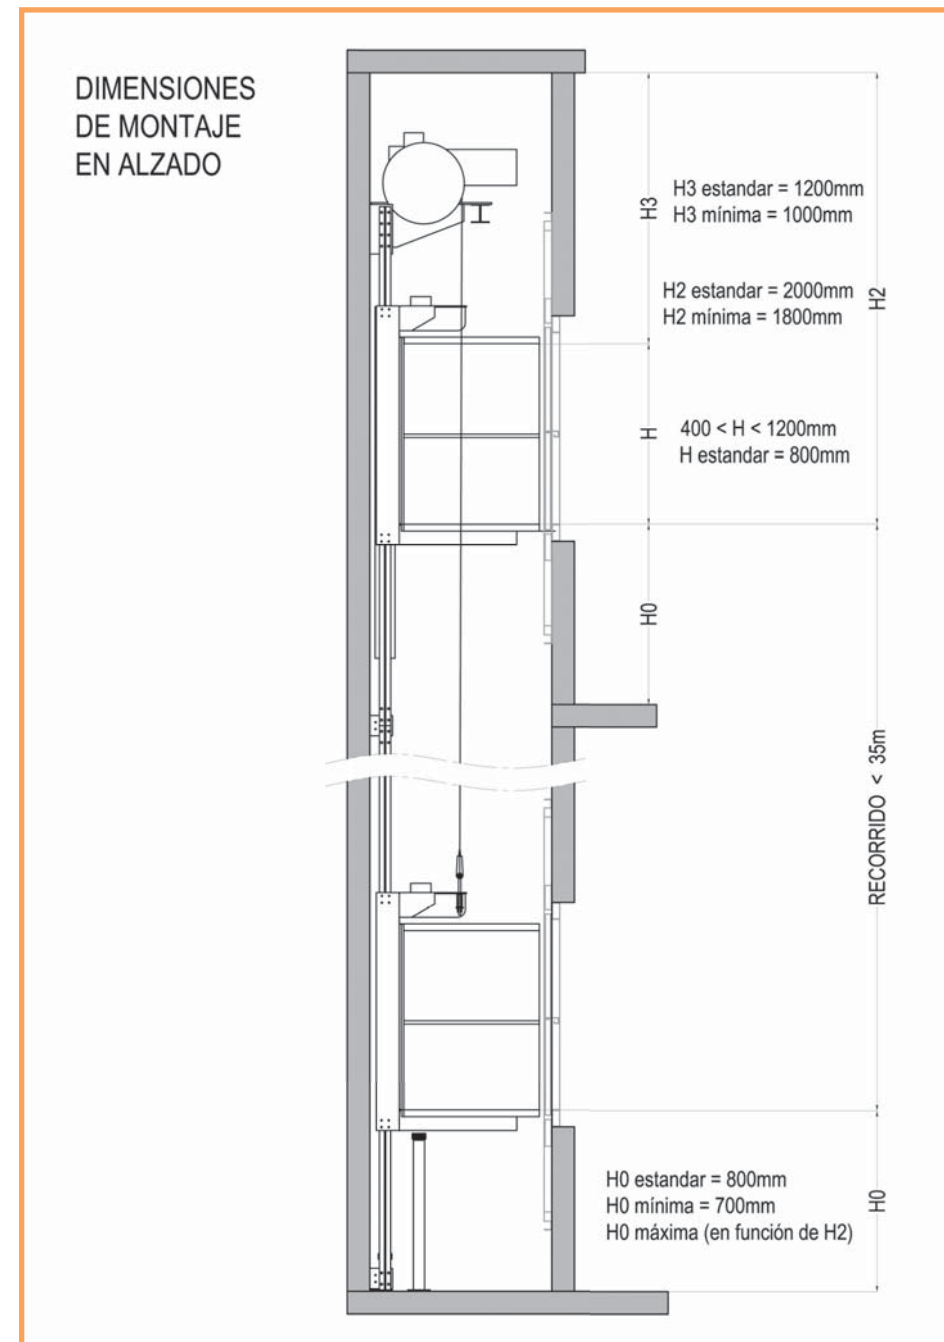 DIMENSIONES
DE MONTAJE
EN ALZADO
H3
H3 estandar = 1200mm
H3 mínima = 1000mm
H2
H2 estandar = 2000mm
H2 mínima = 1800mm
H
400 < H < 1200mm
H estandar = 800mm
H0
RECORRIDO < 35m
H0 estandar = 800mm
H0 mínima = 700mm
H0 máxima (en función de H2)
H0